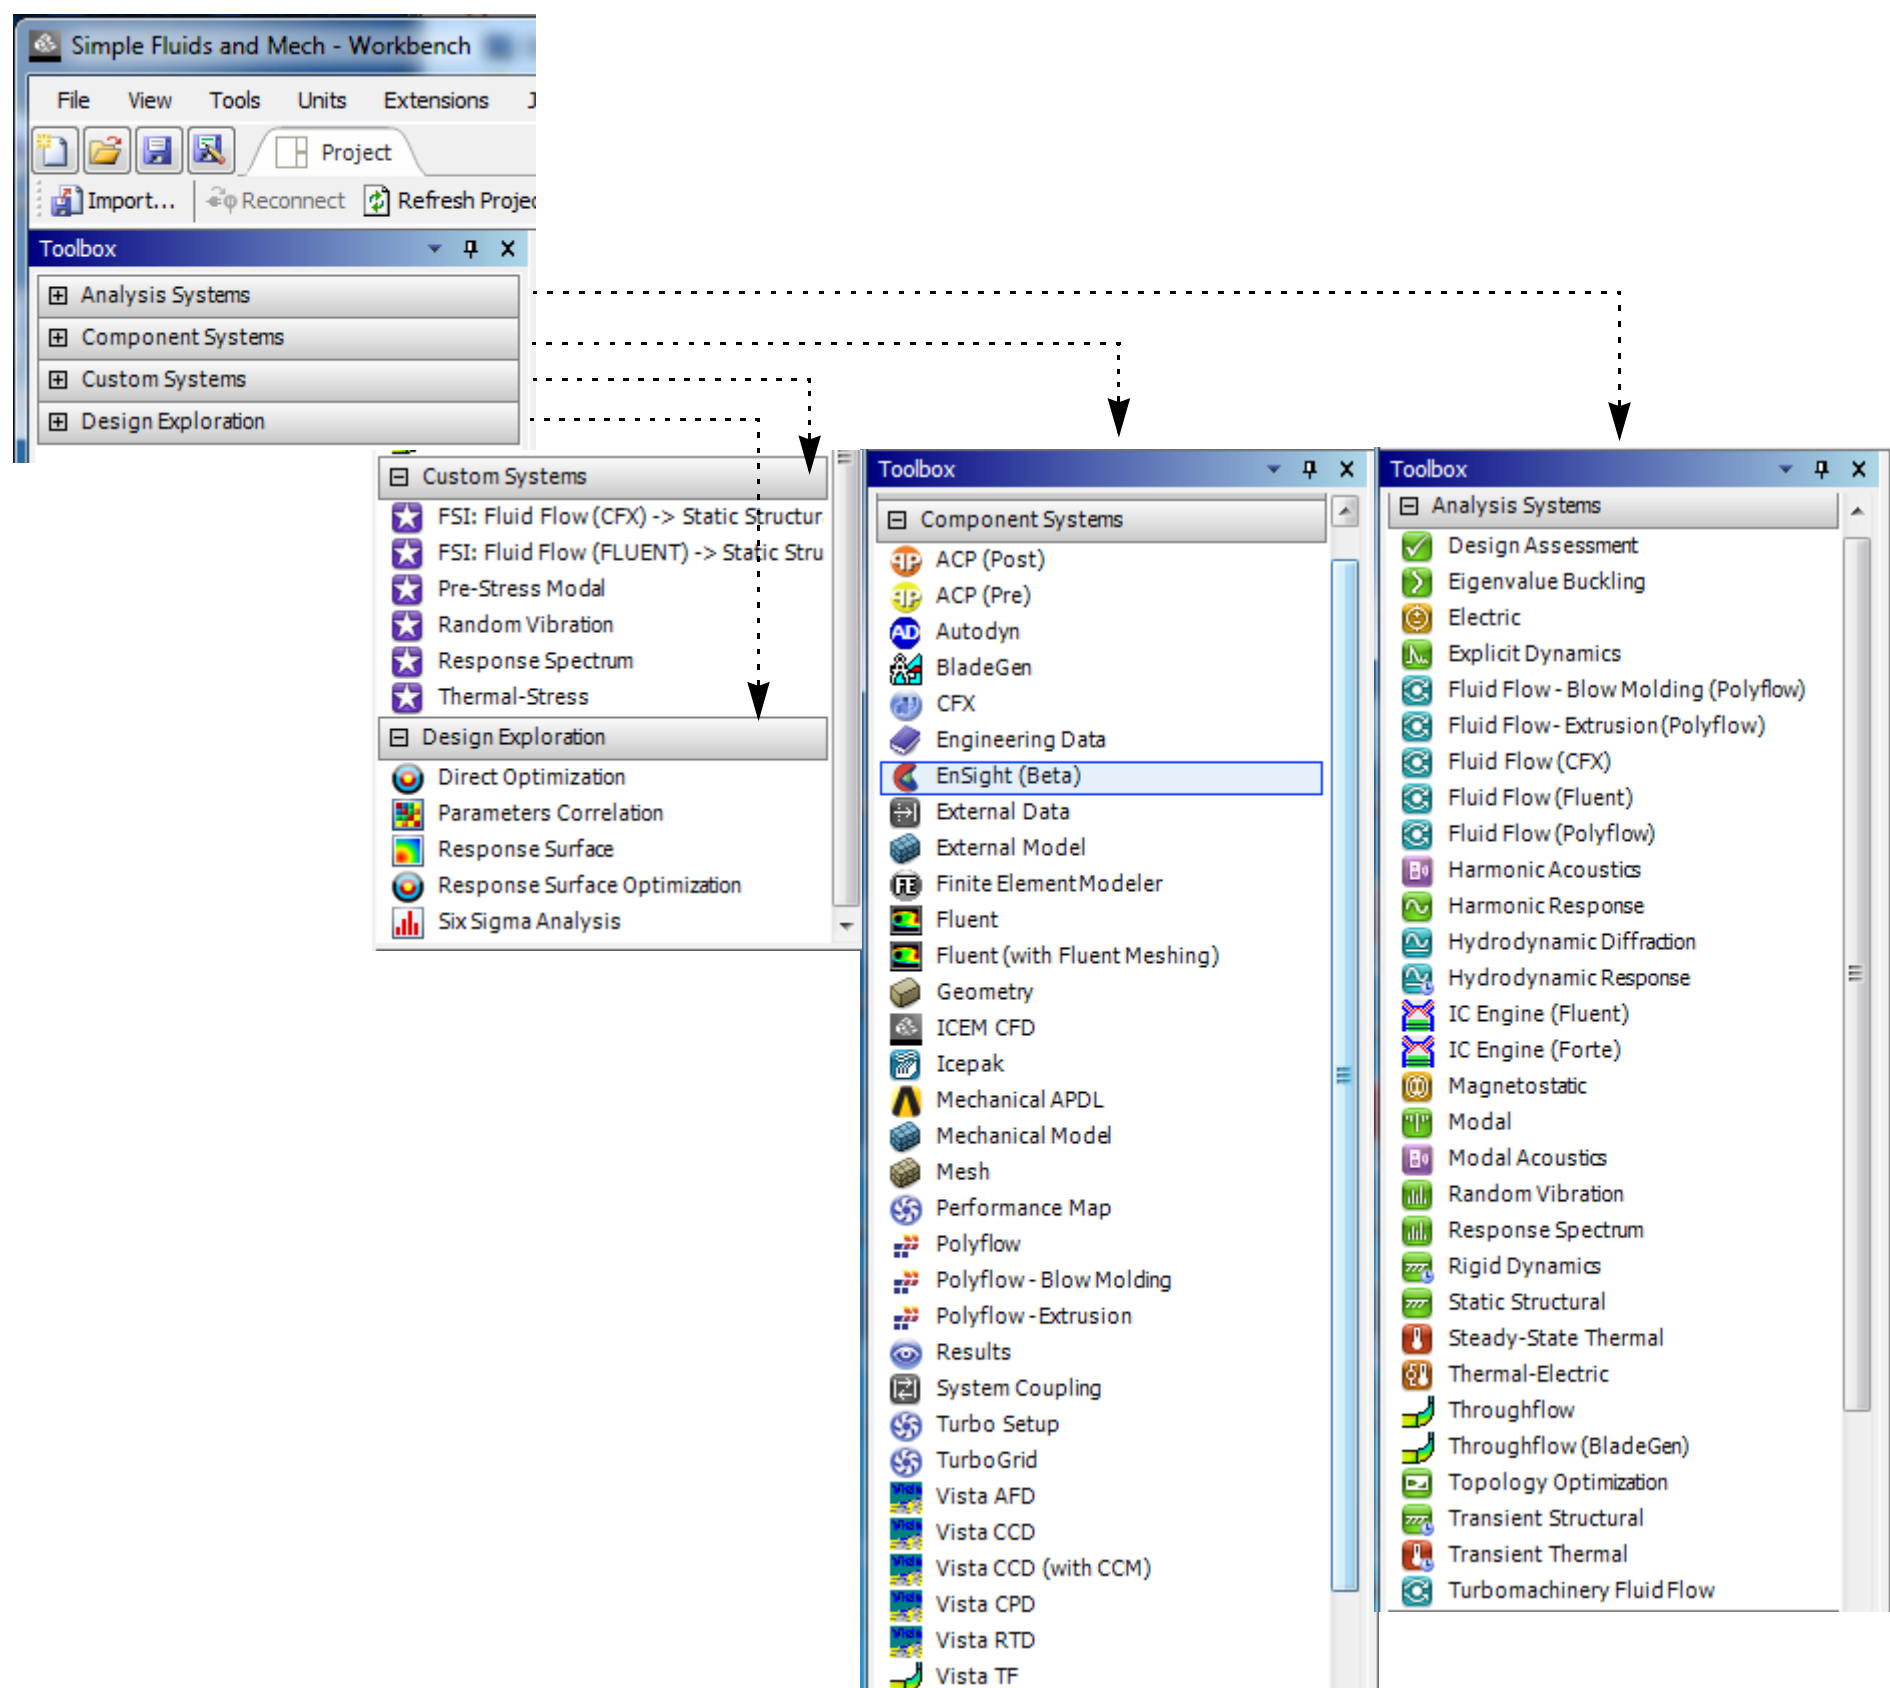 Simple Fluids and Mech - Workbench
File View Tools Units Extensions
Project
Import... Reconnect Refresh Projec
Toolbox
Analysis Systems
Component Systems
Custom Systems
Design Exploration
Custom Systems
FSI: Fluid Flow (CFX) -> Static Structur
FSI: Fluid Flow (FLUENT) -> Static Stru
Pre-Stress Modal
Random Vibration
Response Spectrum
Thermal-Stress
Design Exploration
Direct Optimization
Parameters Correlation
Response Surface
Response Surface Optimization
Six Sigma Analysis
Toolbox
Component Systems
ACP (Post)
ACP (Pre)
Autodyn
BladeGen
CFX
Engineering Data
EnSight (Beta)
External Data
External Model
Finite Element Modeler
Fluent
Fluent (with Fluent Meshing)
Geometry
ICEM CFD
Icepak
Mechanical APDL
Mechanical Model
Mesh
Performance Map
Polyflow
Polyflow - Blow Molding
Polyflow - Extrusion
Results
System Coupling
Turbo Setup
TurboGrid
Vista AFD
Vista CCD
Vista CCD (with CCM)
Vista CPD
Vista RTD
Vista TF
Toolbox
Analysis Systems
Design Assessment
Eigenvalue Buckling
Electric
Explicit Dynamics
Fluid Flow - Blow Molding (Polyflow)
Fluid Flow - Extrusion (Polyflow)
Fluid Flow (CFX)
Fluid Flow (Fluent)
Fluid Flow (Polyflow)
Harmonic Acoustics
Harmonic Response
Hydrodynamic Diffraction
Hydrodynamic Response
IC Engine (Fluent)
IC Engine (Forte)
Magnetostatic
Modal
Modal Acoustics
Random Vibration
Response Spectrum
Rigid Dynamics
Static Structural
Steady-State Thermal
Thermal-Electric
Throughflow
Throughflow (BladeGen)
Topology Optimization
Transient Structural
Transient Thermal
Turbomachinery Fluid Flow